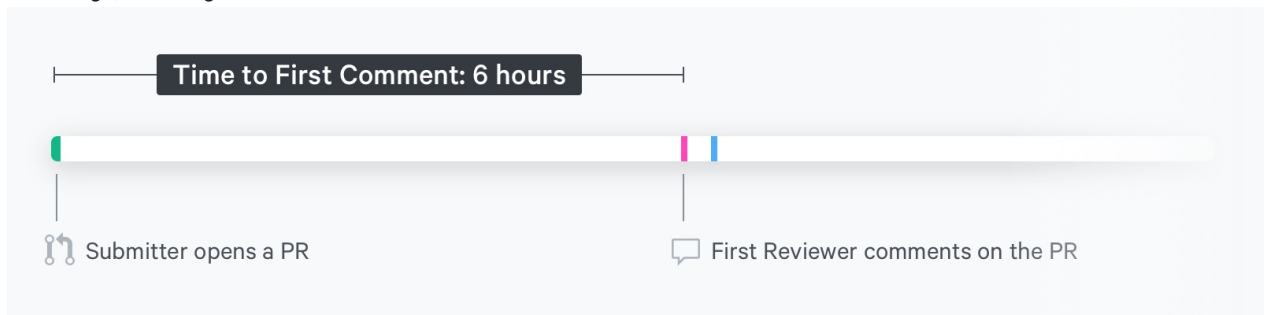 Time to First Comment: 6 hours
Submitter opens a PR
First Reviewer comments on the PR